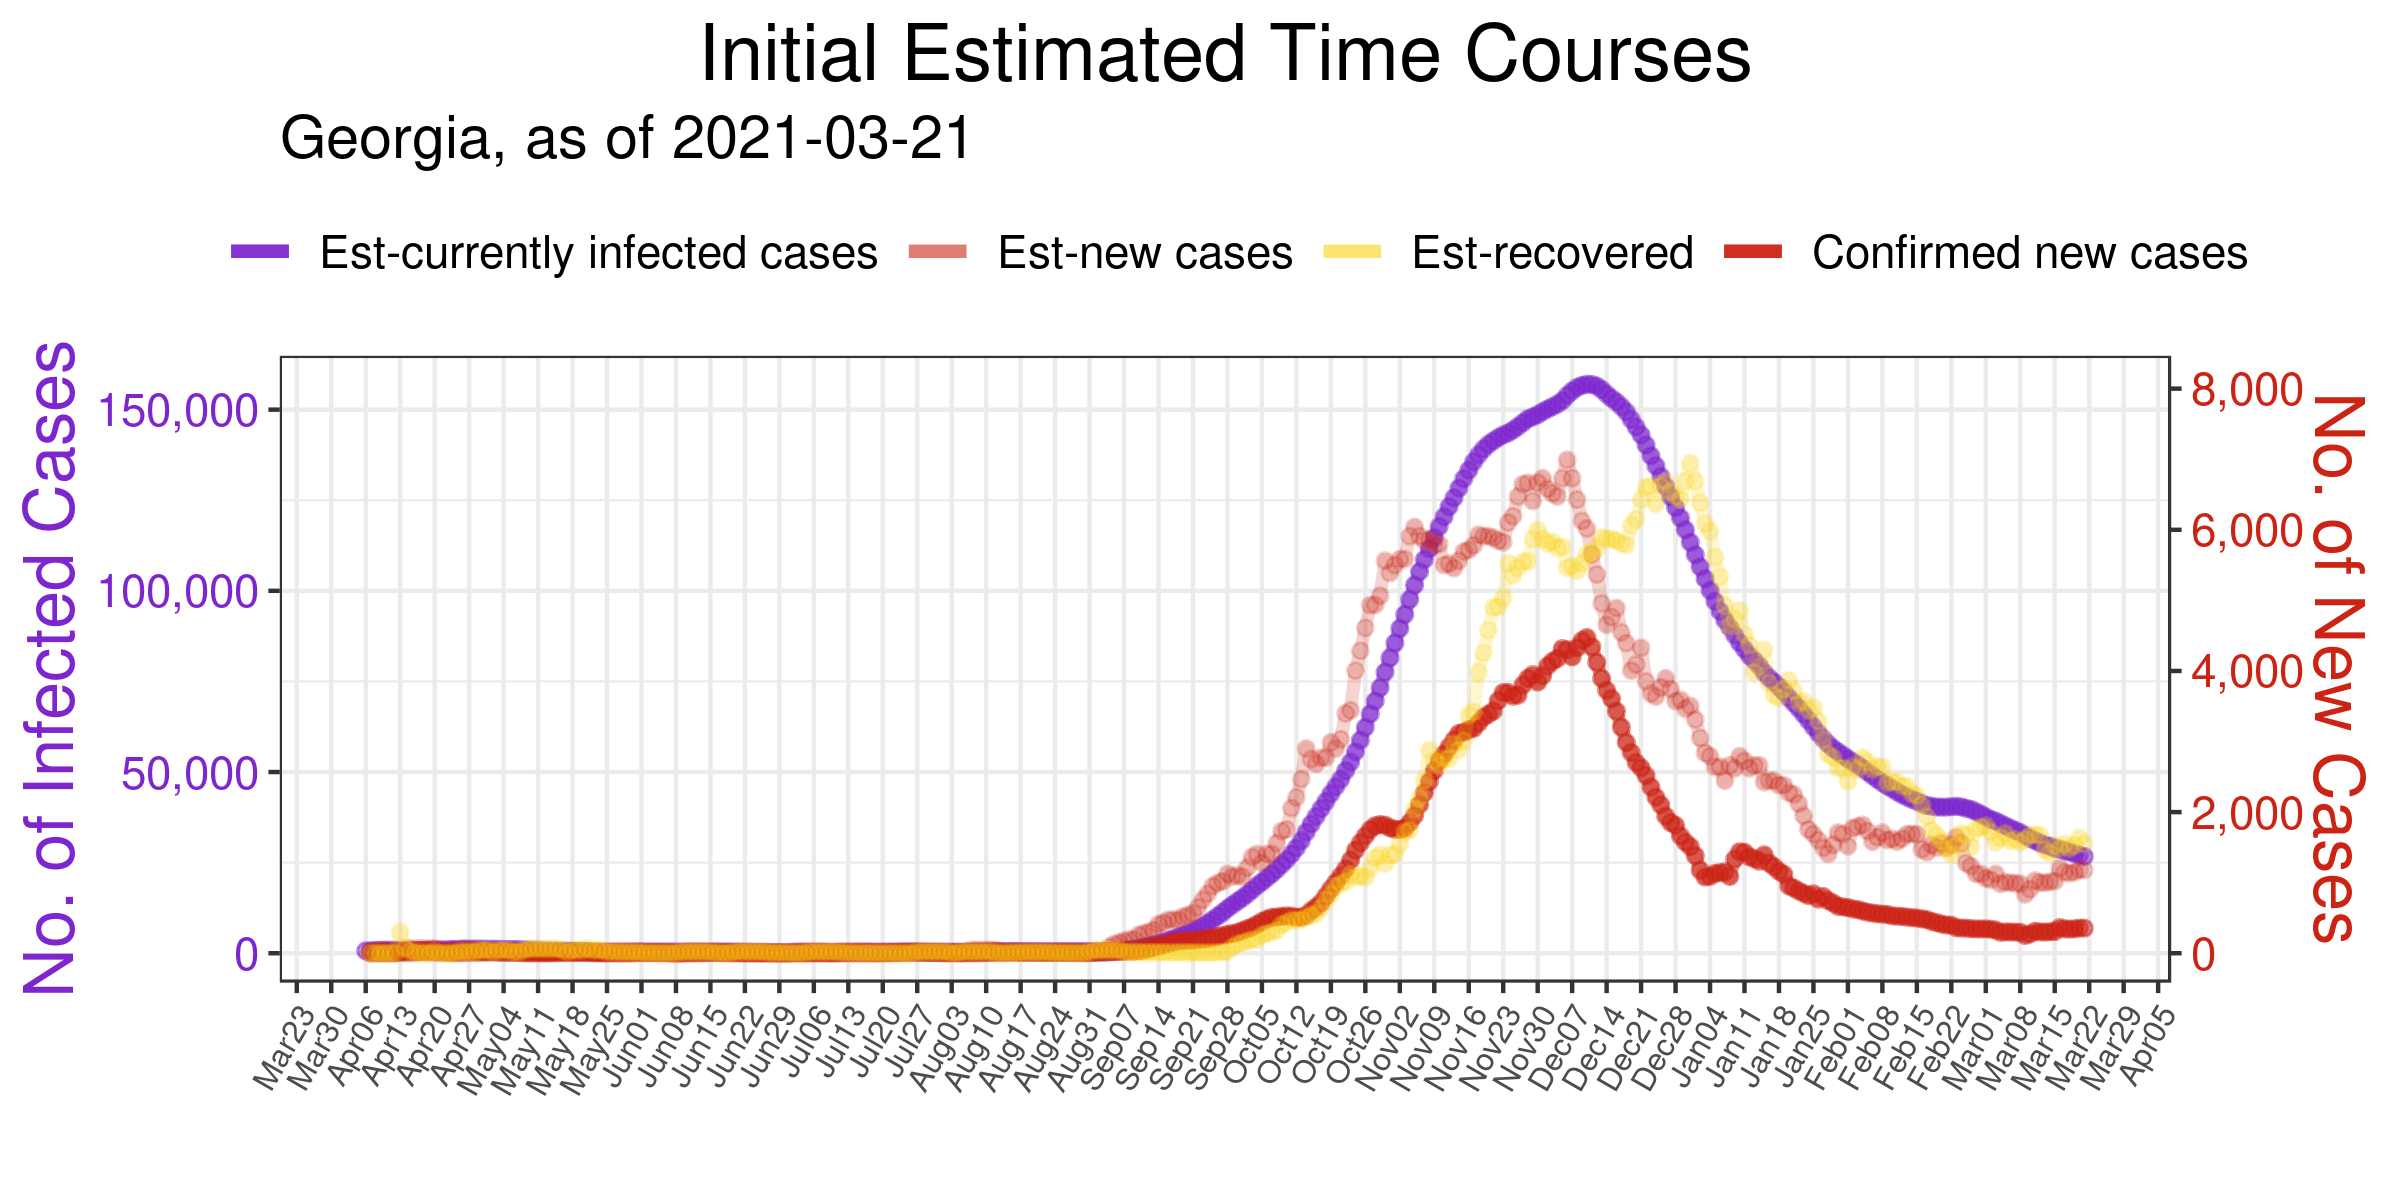 Initial Estimated Time Courses
Georgia, as of 2021-03-21
Est-currently infected cases Est-new cases Est-recovered Confirmed new cases
No. of Infected Cases
150,000
100,000
50,000
0
8,000
6,000
4,000
2,000
0
No. of New Cases
Mar23 Mar30 Apr06 Apr13 Apr20 Apr27 May04 May11 May18 May25 Jun01 Jun08 Jun15 Jun22 Jun29 Jul06 Jul13 Jul20 Jul27 Aug03 Aug10 Aug17 Aug24 Aug31 Sep07 Sep14 Sep21 Sep28 Oct05 Oct12 Oct19 Oct26 Nov02 Nov09 Nov16 Nov23 Nov30 Dec07 Dec14 Dec21 Dec28 Dec04 Jan04 Jan11 Jan18 Jan25 Feb01 Feb08 Feb15 Feb22 Mar01 Mar08 Mar15 Mar22 Mar29 Apr05